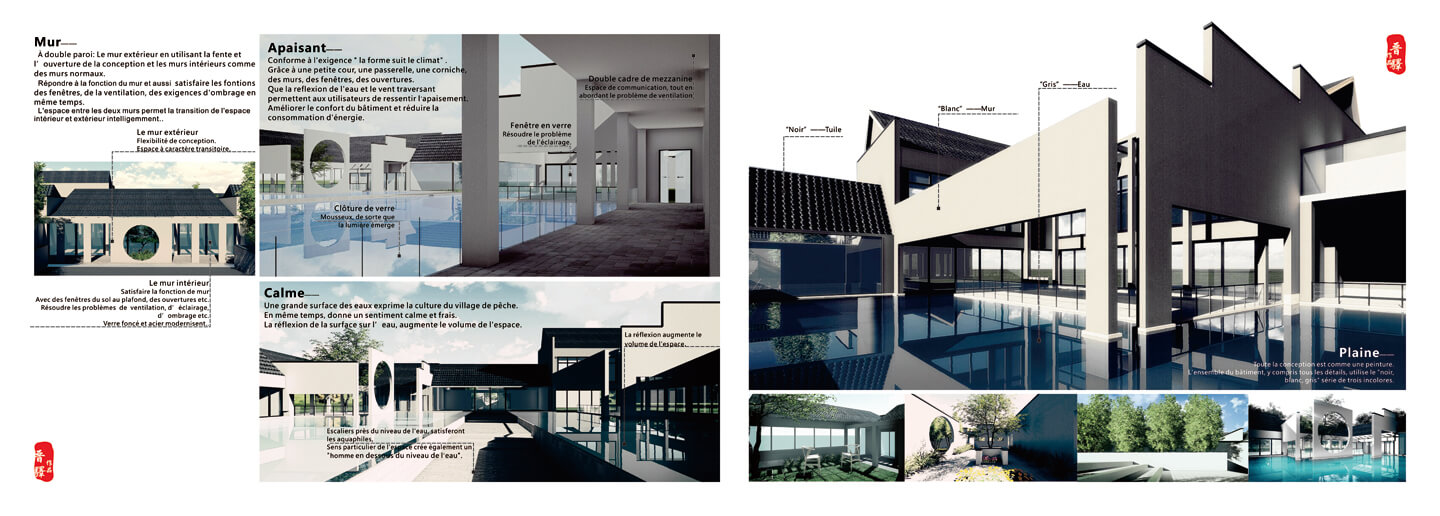 Mur——
À double paroi: Le mur extérieur en utilisant la fente et
l’ouverture de la conception et les murs intérieurs comme
des murs normaux.
Répondre à la fonction du mur et aussi satisfaire les fontions
des fenêtres, de la ventilation, des exigences d'ombrage en
même temps.
L'espace entre les deux murs permet la transition de l'espace
intérieur et extérieur intelligemment..
Le mur extérieur
Flexibilité de conception.
Espace à caractère transitoire.
Le mur intérieur
Satisfaire la fonction de mur
Avec des fenêtres du sol au plafond, des ouvertures etc.
Résoudre les problèmes de ventilation, d’éclairage,
d’ombrage etc.
Verre foncé et acier modernisent.
Apaisant——
Conforme à l'exigence " la forme suit le climat" .
Grâce à une petite cour, une passerelle, une corniche,
des murs, des fenêtres, des ouvertures.
Que la reflexion de l'eau et le vent traversant
permettent aux utilisateurs de ressentir l'apaisement.
Améliorer le confort du bâtiment et réduire la
consommation d'énergie.
Double cadre de mezzanine
Espace de communication, tout en
abordant le problème de ventilation
Fenêtre en verre
Résoudre le problème
de l'éclairage.
Clôture de verre
Mousseux, de sorte que
la lumière émerge
Calme——
Une grande surface des eaux exprime la culture du village de pêche.
En même temps, donne un sentiment calme et frais.
La réflexion de la surface sur l’eau, augmente le volume de l'espace.
La réflexion augmente le
volume de l'espace.
Escaliers près du niveau de l'eau, satisferont
les aquaphiles.
Sens particulier de l'espace crée également un
"homme en dessous du niveau de l'eau".
"Noir" ——Tuile
"Blanc" ——Mur
"Gris" ——Eau
Plaine——
Toute la conception est comme une peinture.
L'ensemble du bâtiment, y compris tous les détails, utilise le "noir,
blanc, gris" série de trois incolores.
晋
驿
作品
晋
驿
作品